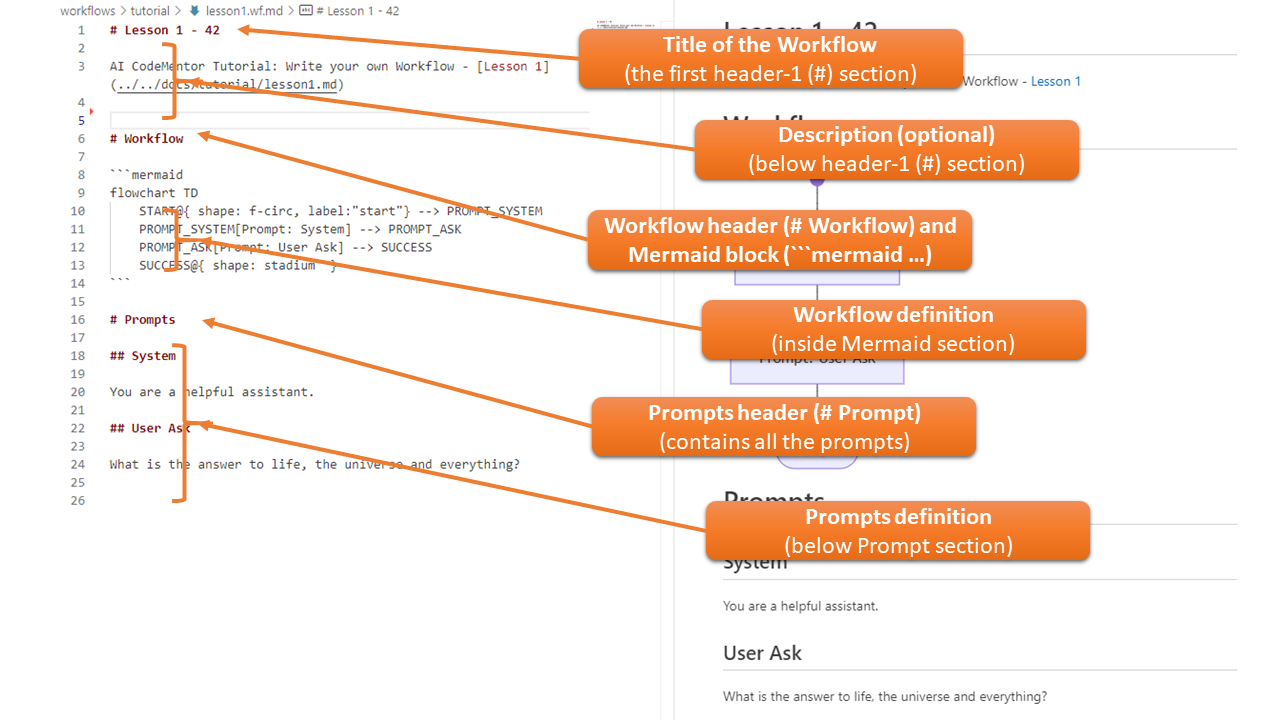 workflows > tutorial > lesson1.wf.md > # Lesson 1 - 42
1 # Lesson 1 - 42
2
3 AI CodeMentor Tutorial: Write your own Workflow - [Lesson 1]
(../../docs/tutorial/lesson1.md)
4
5
6 # Workflow
7
8 ```mermaid
9 flowchart TD
10 START@{ shape: f-circ, label:"start"} --> PROMPT_SYSTEM
11 PROMPT_SYSTEM[Prompt: System] --> PROMPT_ASK
12 PROMPT_ASK[Prompt: User Ask] --> SUCCESS
13 SUCCESS@{ shape: stadium }
14 ```
15
16 # Prompts
17
18 ## System
19
20 You are a helpful assistant.
21
22 ## User Ask
23
24 What is the answer to life, the universe and everything?
25
26
Title of the Workflow
(the first header-1 (#) section)
Workflow - Lesson 1
Description (optional)
(below header-1 (#) section)
Workflow header (# Workflow) and
Mermaid block (```mermaid ...)
Workflow definition
(inside Mermaid section)
Prompt: User Ask
Prompts header (# Prompt)
(contains all the prompts)
Prompts
Prompts definition
(below Prompt section)
System
You are a helpful assistant.
User Ask
What is the answer to life, the universe and everything?